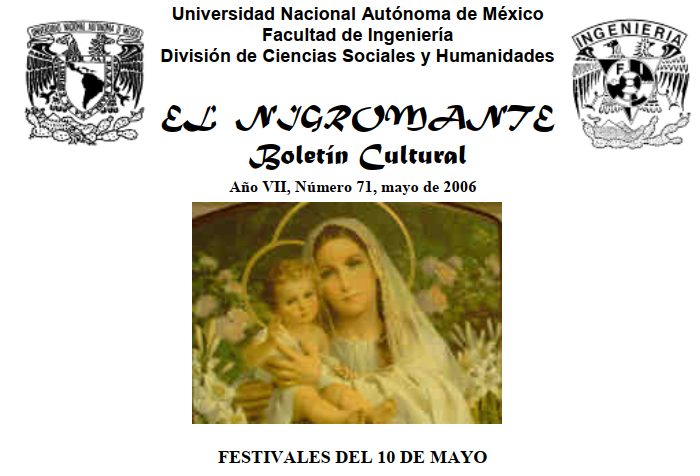 Universidad Nacional Autónoma de México
Facultad de Ingeniería
División de Ciencias Sociales y Humanidades
INGENIERIA
F I
EL NIGROMANTE
Boletín Cultural
Año VII, Número 71, mayo de 2006
FESTIVALES DEL 10 DE MAYO